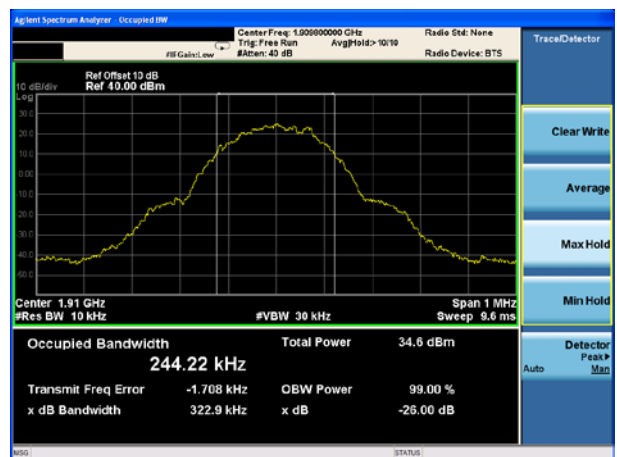 Agilent Spectrum Analyzer - Occupied BW
Center Freq: 1.909800000 GHz Radio Std: None
Trig: Free Run Avg|Hold:> 10/10
#IFGain:Low #Atten: 40 dB Radio Device: BTS
Trace/Detector
Ref Offset 10 dB
10 dB/div Ref 40.00 dBm
Log
30.0
20.0
10.0
0.00
-10.0
-20.0
-30.0
-40.0
-50.0
Center 1.91 GHz Span 1 MHz
#Res BW 10 kHz #VBW 30 kHz Sweep 9.6 ms
Occupied Bandwidth Total Power 34.6 dBm
244.22 kHz
Transmit Freq Error -1.708 kHz OBW Power 99.00 %
x dB Bandwidth 322.9 kHz x dB -26.00 dB
Clear Write
Average
Max Hold
Min Hold
Detector
Peak▶
Auto Man
MSG STATUS